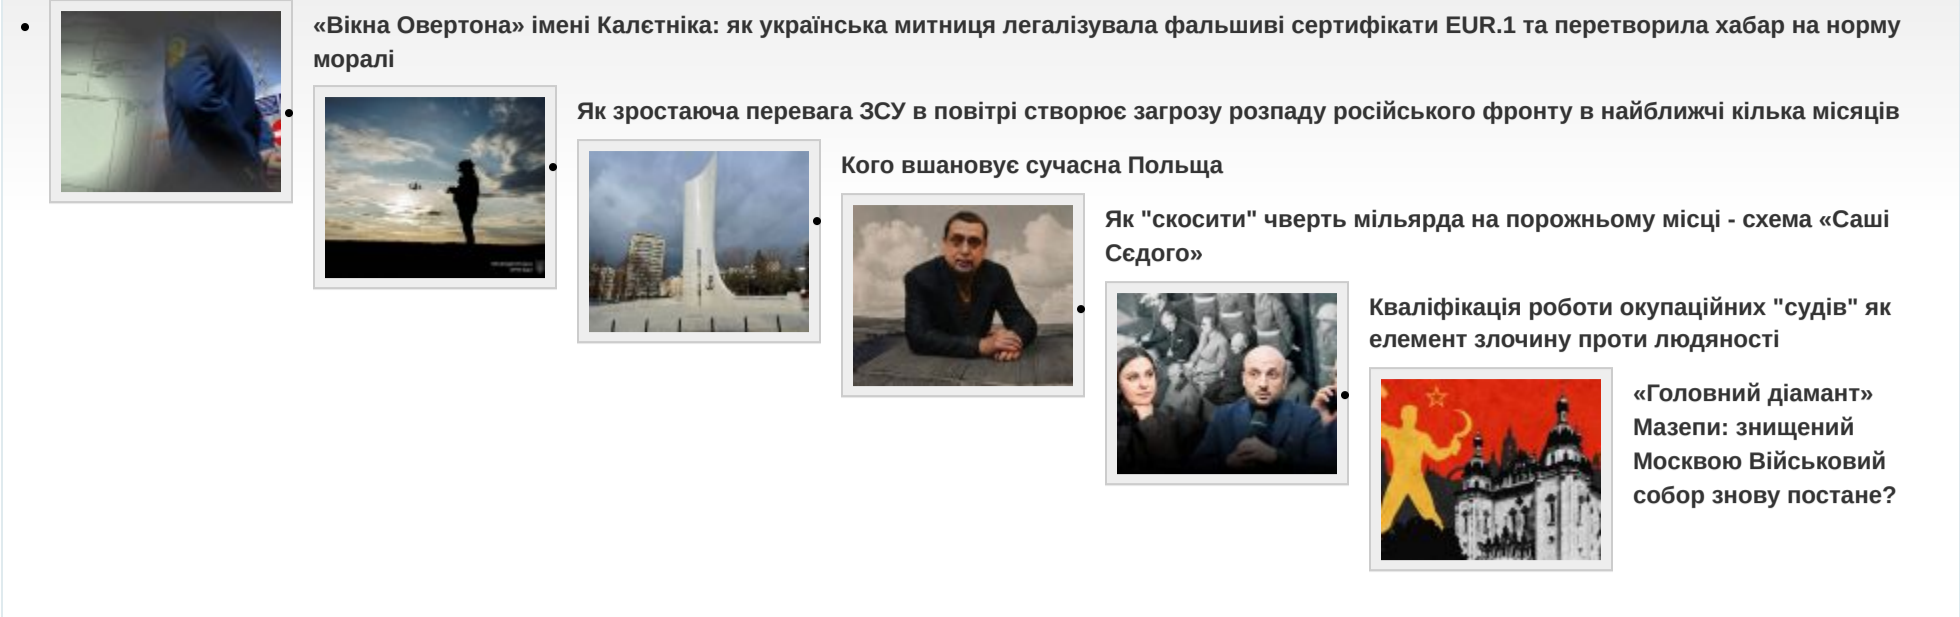 «Вікна Овертона» імені Калєтніка: як українська митниця легалізувала фальшиві сертифікати EUR.1 та перетворила хабар на норму
моралі
Як зростаюча перевага ЗСУ в повітрі створює загрозу розпаду російського фронту в найближчі кілька місяців
Кого вшановує сучасна Польща
Як "скосити" чверть мільярда на порожньому місці - схема «Саші
Сєдого»
Кваліфікація роботи окупаційних "судів" як
елемент злочину проти людяності
«Головний діамант»
Мазепи: знищений
Москвою Військовий
собор знову постане?